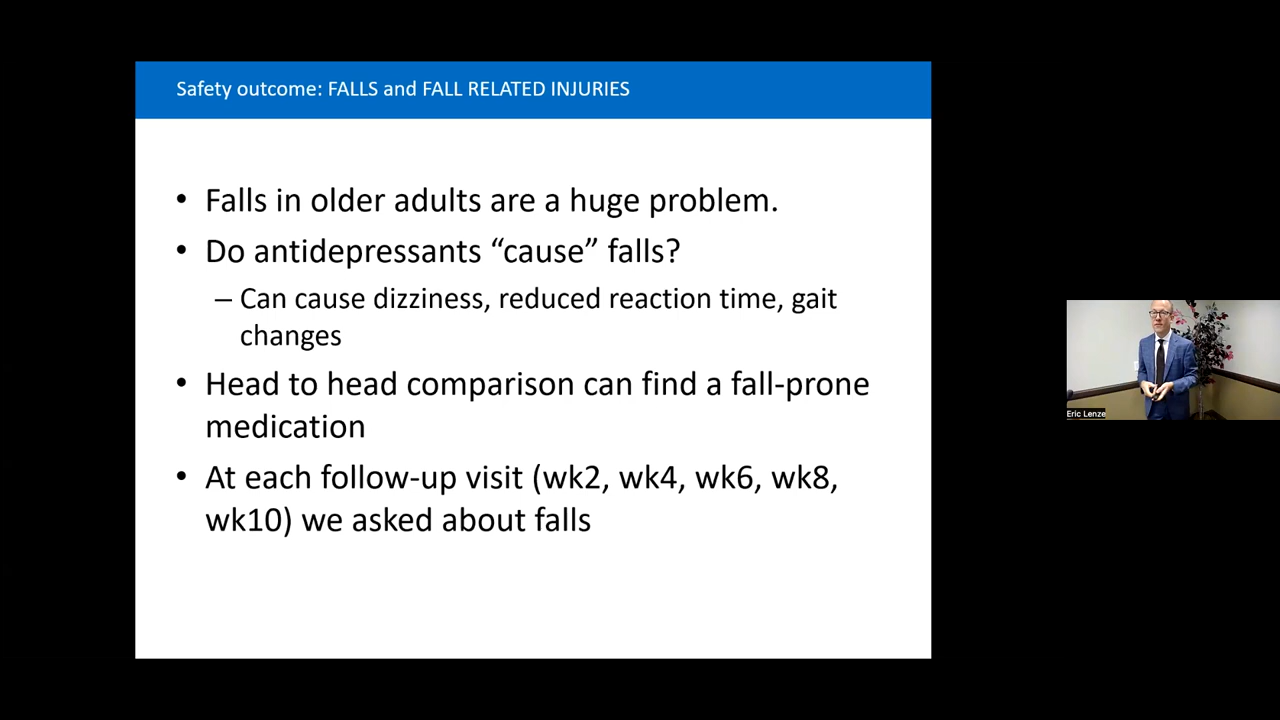 Safety outcome: FALLS and FALL RELATED INJURIES
• Falls in older adults are a huge problem.
• Do antidepressants “cause” falls?
– Can cause dizziness, reduced reaction time, gait
changes
• Head to head comparison can find a fall-prone
medication
• At each follow-up visit (wk2, wk4, wk6, wk8,
wk10) we asked about falls
Eric Lenze